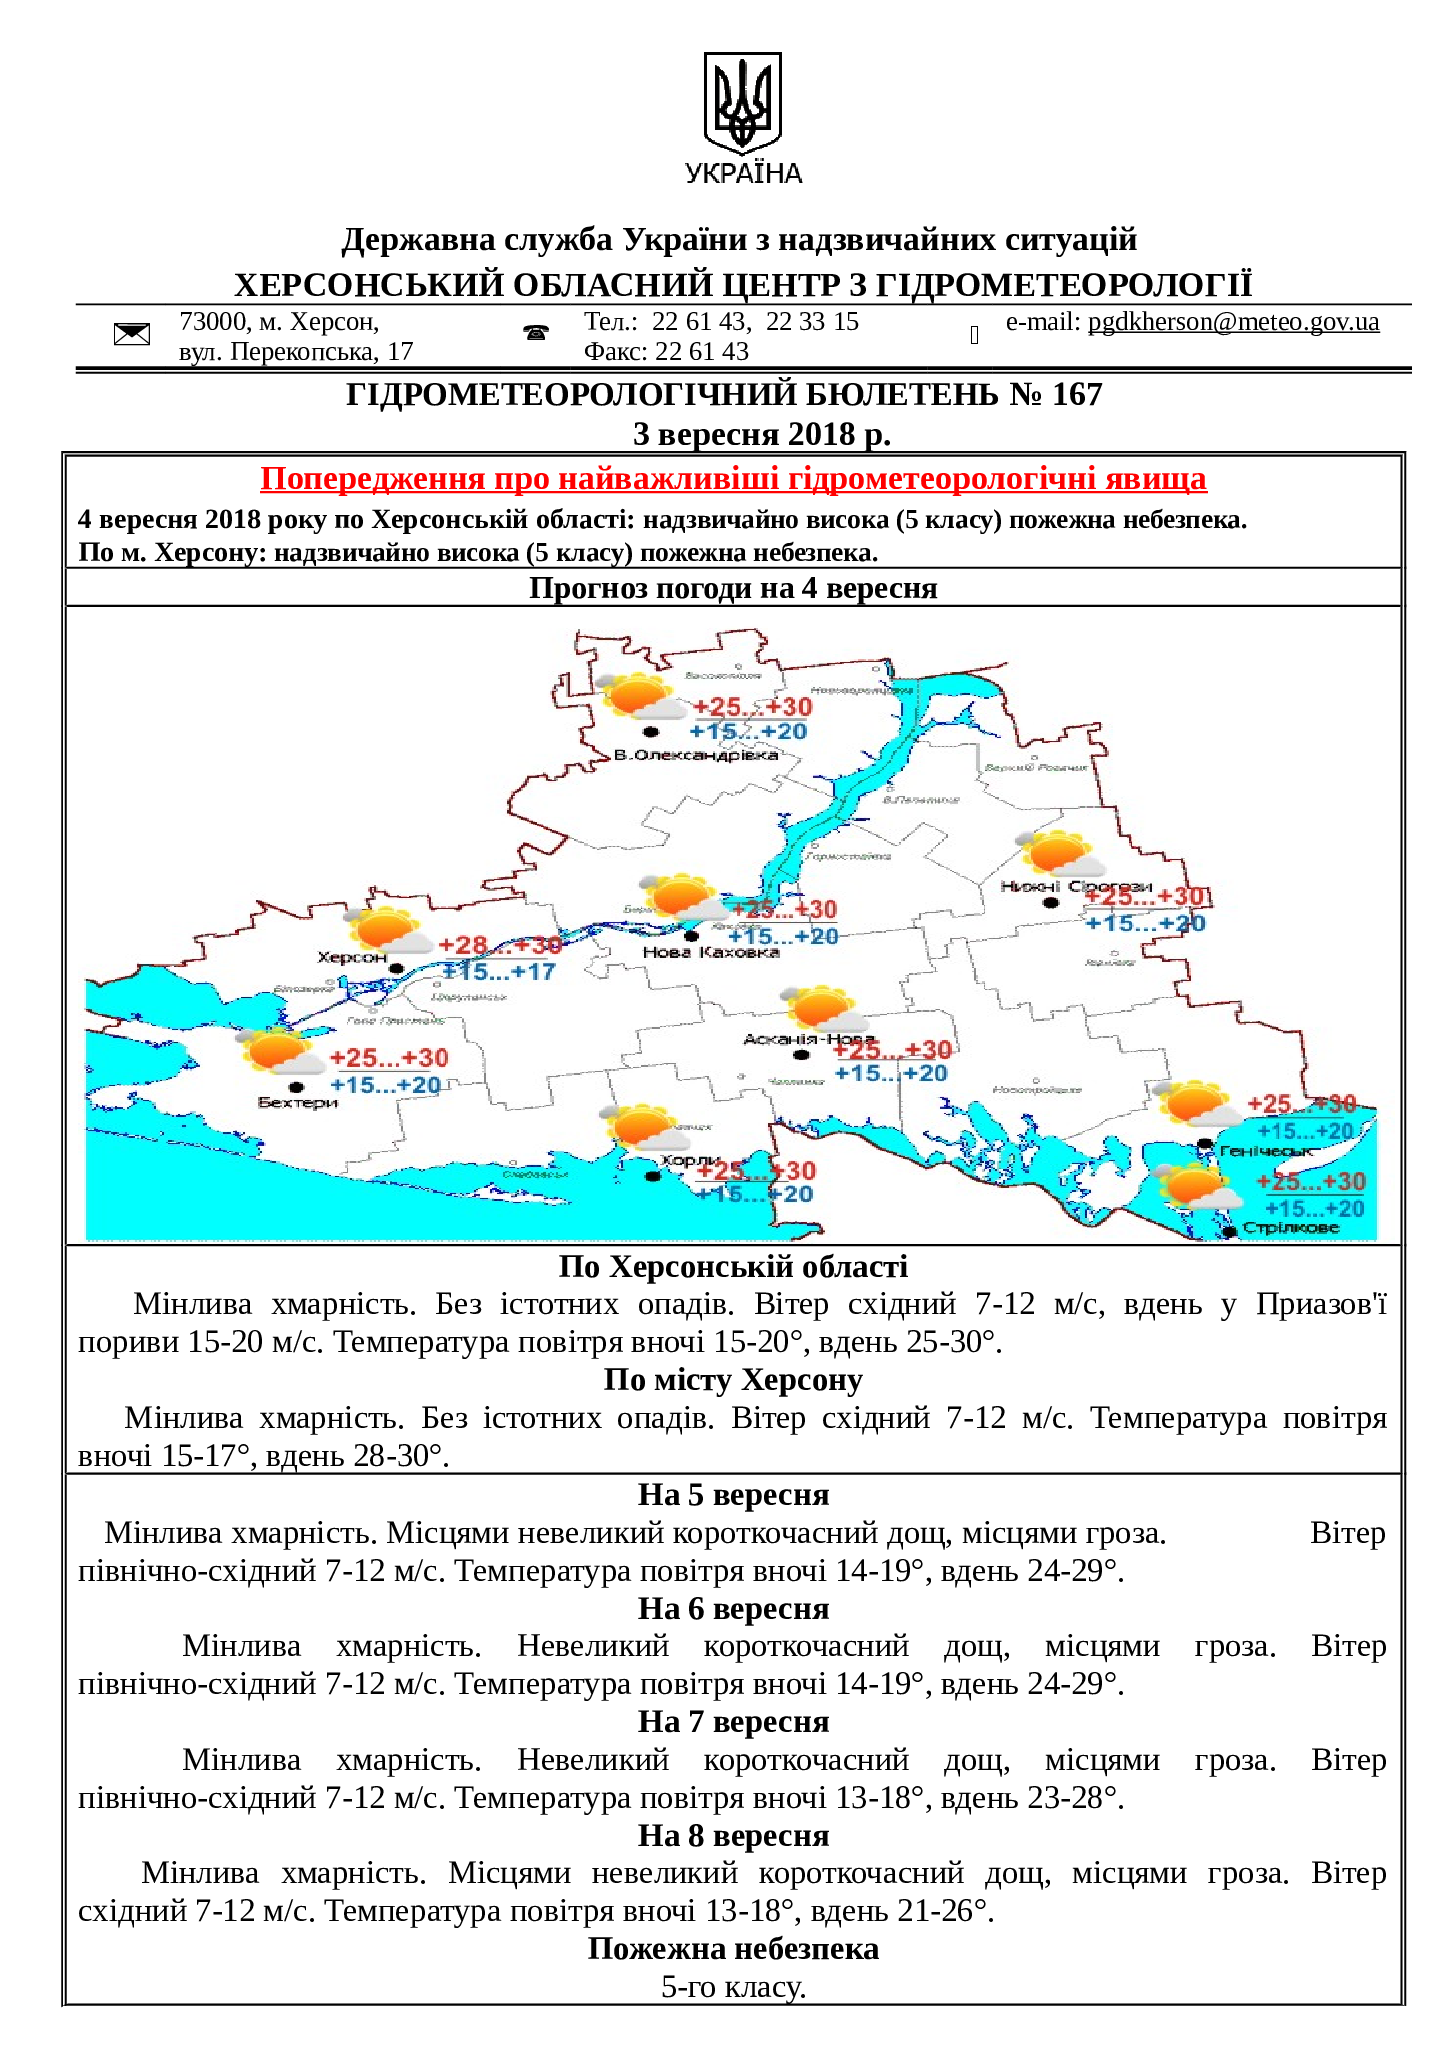 УКРАЇНА
Державна служба України з надзвичайних ситуацій
ХЕРСОНСЬКИЙ ОБЛАСНИЙ ЦЕНТР З ГІДРОМЕТЕОРОЛОГІЇ
73000, м. Херсон,
вул. Перекопська, 17
Тел.: 22 61 43, 22 33 15
Факс: 22 61 43
e-mail: pgdkherson@meteo.gov.ua
ГІДРОМЕТЕОРОЛОГІЧНИЙ БЮЛЕТЕНЬ № 167
3 вересня 2018 р.
Попередження про найважливіші гідрометеорологічні явища
4 вересня 2018 року по Херсонській області: надзвичайно висока (5 класу) пожежна небезпека.
По м. Херсону: надзвичайно висока (5 класу) пожежна небезпека.
Прогноз погоди на 4 вересня
+25...+30
+15...+20
В.Олександрівка
Верхній Рогачик
Горностаївка
Нижні Сірогози
+25...+30
+15...+20
+25...+30
+15...+20
Нова Каховка
Херсон
+28...+30
+15...+17
Білозерка
Гола Пристань
Асканія-Нова
+25...+30
+15...+20
+25...+30
+15...+20
Бехтери
Чаплинка
Новотроїцьке
+25...+30
+15...+20
Генічеськ
Хорли
+25...+30
+15...+20
+25...+30
+15...+20
Стрілкове
По Херсонській області
Мінлива хмарність. Без істотних опадів. Вітер східний 7-12 м/с, вдень у Приазов'ї
пориви 15-20 м/с. Температура повітря вночі 15-20°, вдень 25-30°.
По місту Херсону
Мінлива хмарність. Без істотних опадів. Вітер східний 7-12 м/с. Температура повітря
вночі 15-17°, вдень 28-30°.
На 5 вересня
Мінлива хмарність. Місцями невеликий короткочасний дощ, місцями гроза. Вітер
північно-східний 7-12 м/с. Температура повітря вночі 14-19°, вдень 24-29°.
На 6 вересня
Мінлива хмарність. Невеликий короткочасний дощ, місцями гроза. Вітер
північно-східний 7-12 м/с. Температура повітря вночі 14-19°, вдень 24-29°.
На 7 вересня
Мінлива хмарність. Невеликий короткочасний дощ, місцями гроза. Вітер
північно-східний 7-12 м/с. Температура повітря вночі 13-18°, вдень 23-28°.
На 8 вересня
Мінлива хмарність. Місцями невеликий короткочасний дощ, місцями гроза. Вітер
східний 7-12 м/с. Температура повітря вночі 13-18°, вдень 21-26°.
Пожежна небезпека
5-го класу.